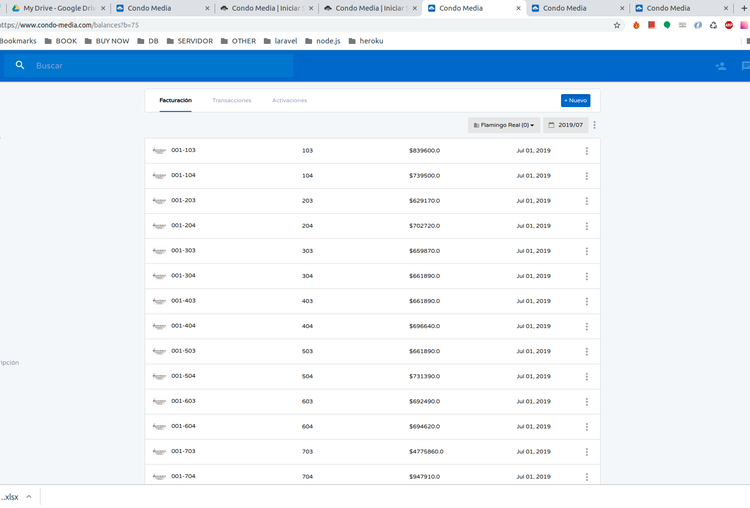 My Drive - Google Driv Condo Media Condo Media | Iniciar S Condo Media | Iniciar S Condo Media Condo Media Condo Media
https://www.condo-media.com/balances?b=75
Bookmarks BOOK BUY NOW DB SERVIDOR OTHER laravel node.js heroku
Buscar
Facturación Transacciones Activaciones + Nuevo
Flamingo Real (0) 2019/07
001-103 103 $839600.0 Jul 01, 2019
001-104 104 $739500.0 Jul 01, 2019
001-203 203 $629170.0 Jul 01, 2019
001-204 204 $702720.0 Jul 01, 2019
001-303 303 $659870.0 Jul 01, 2019
001-304 304 $661890.0 Jul 01, 2019
001-403 403 $661890.0 Jul 01, 2019
001-404 404 $696640.0 Jul 01, 2019
001-503 503 $661890.0 Jul 01, 2019
ripción
001-504 504 $731390.0 Jul 01, 2019
001-603 603 $692490.0 Jul 01, 2019
001-604 604 $694620.0 Jul 01, 2019
001-703 703 $4775860.0 Jul 01, 2019
001-704 704 $947910.0 Jul 01, 2019
...xlsx